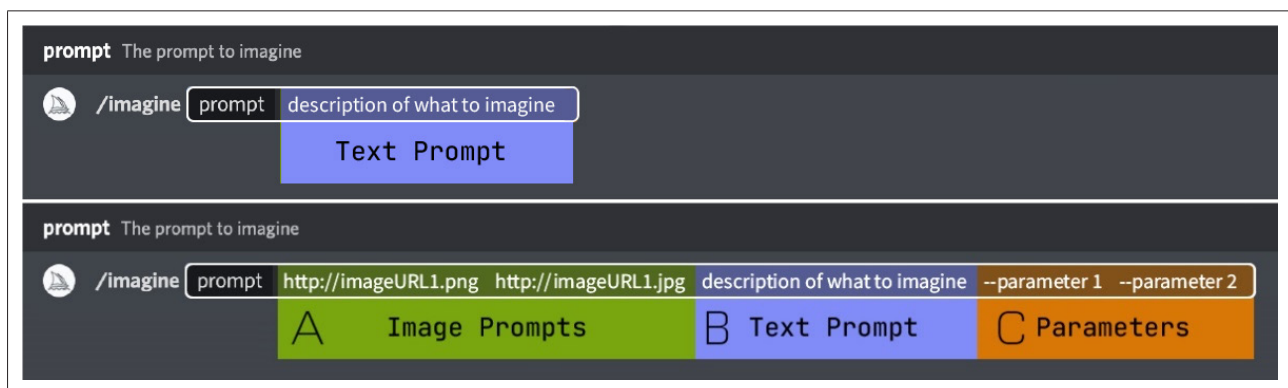 prompt The prompt to imagine
/imagine prompt description of what to imagine
Text Prompt
prompt The prompt to imagine
/imagine prompt http://imageURL1.png http://imageURL1.jpg description of what to imagine --parameter 1 --parameter 2
A Image Prompts B Text Prompt C Parameters